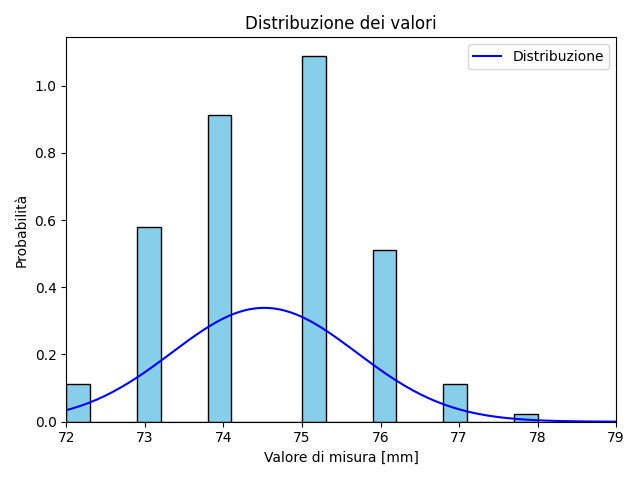 Distribuzione dei valori
Distribuzione
Probabilità
1.0
0.8
0.6
0.4
0.2
0.0
72 73 74 75 76 77 78 79
Valore di misura [mm]